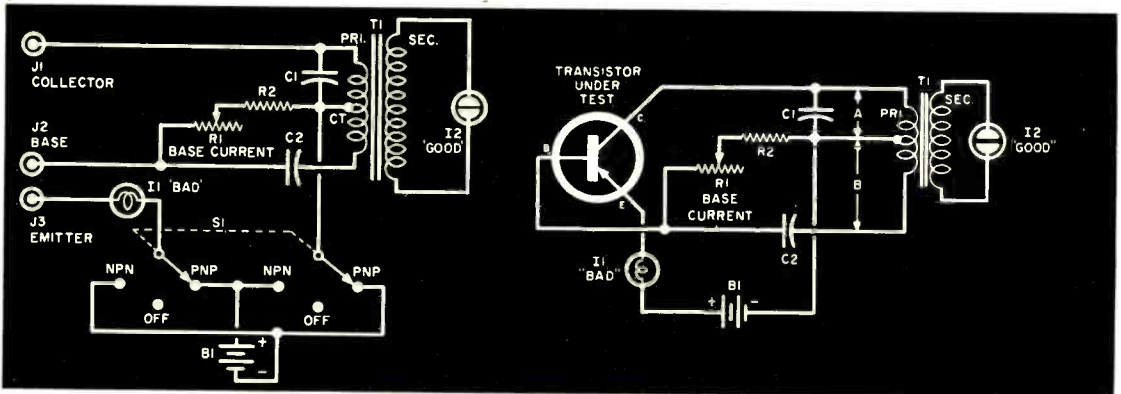 J1
COLLECTOR
PRI.
T1
SEC.
C1
R2
CT
R1
BASE CURRENT
C2
I2
'GOOD'
J2
BASE
I1 'BAD'
J3
EMITTER
S1
NPN
PNP
NPN
PNP
OFF
OFF
B1
+
-
TRANSISTOR
UNDER
TEST
C
B
E
C1
A
PRI.
T1
SEC.
R2
R1
BASE
CURRENT
B
C2
I2
"GOOD"
I1
"BAD"
+
B1
-